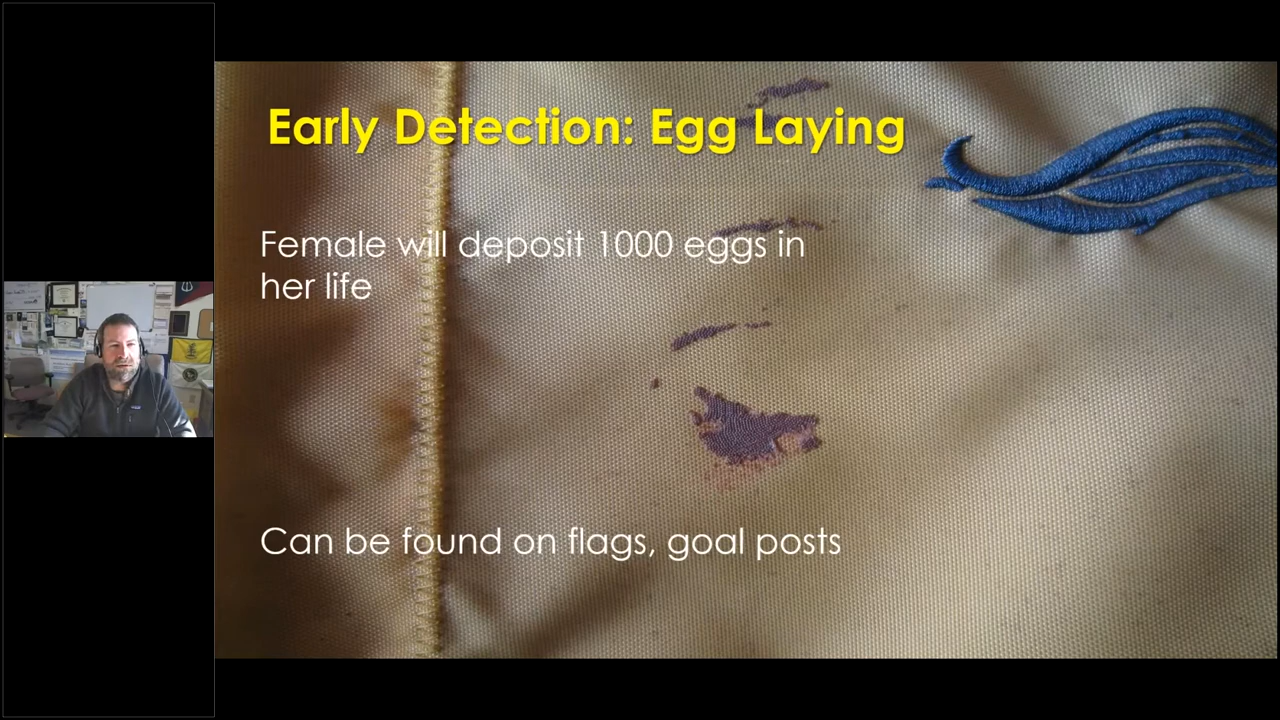 Early Detection: Egg Laying
Female will deposit 1000 eggs in
her life
Can be found on flags, goal posts